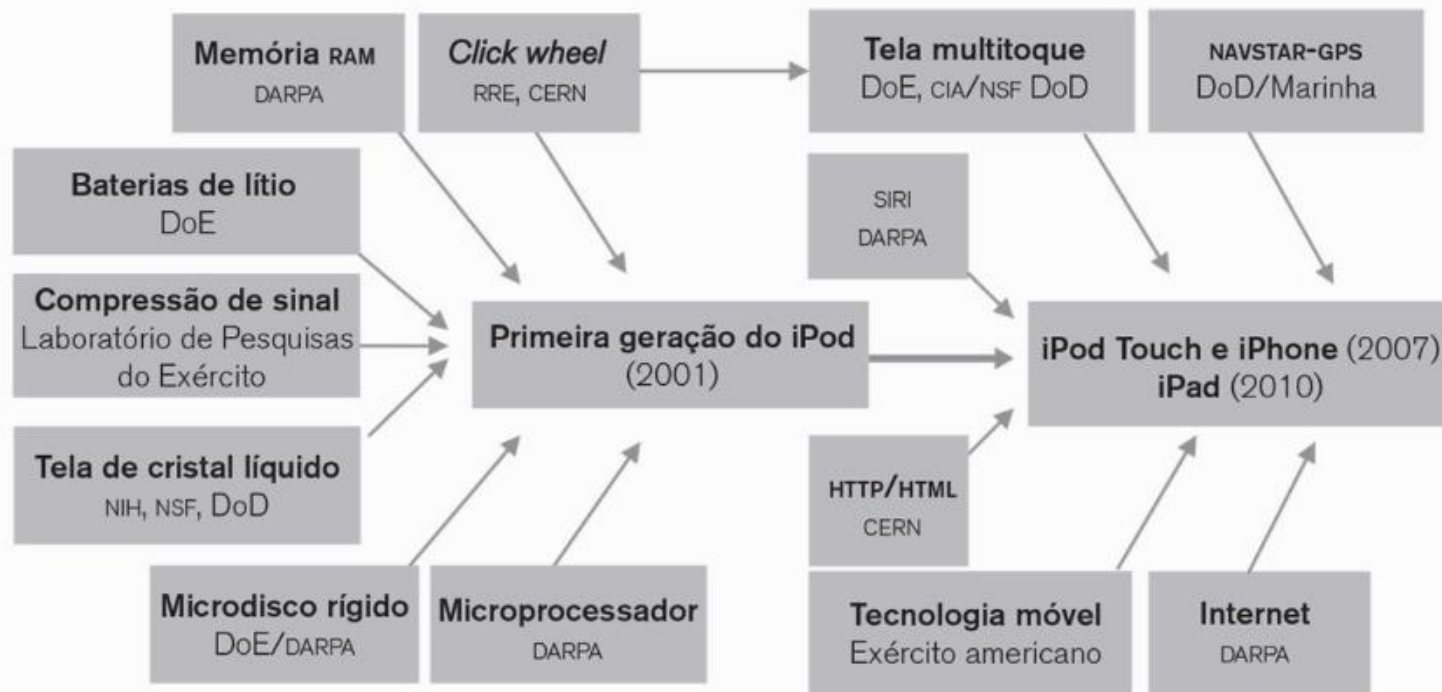 Memória RAM
DARPA
Click wheel
RRE, CERN
Tela multitoque
DoE, CIA/NSF DoD
NAVSTAR-GPS
DoD/Marinha
Baterias de lítio
DoE
SIRI
DARPA
Compressão de sinal
Laboratório de Pesquisas
do Exército
Primeira geração do iPod
(2001)
iPod Touch e iPhone (2007)
iPad (2010)
Tela de cristal líquido
NIH, NSF, DoD
HTTP/HTML
CERN
Microdisco rígido
DoE/DARPA
Microprocessador
DARPA
Tecnologia móvel
Exército americano
Internet
DARPA